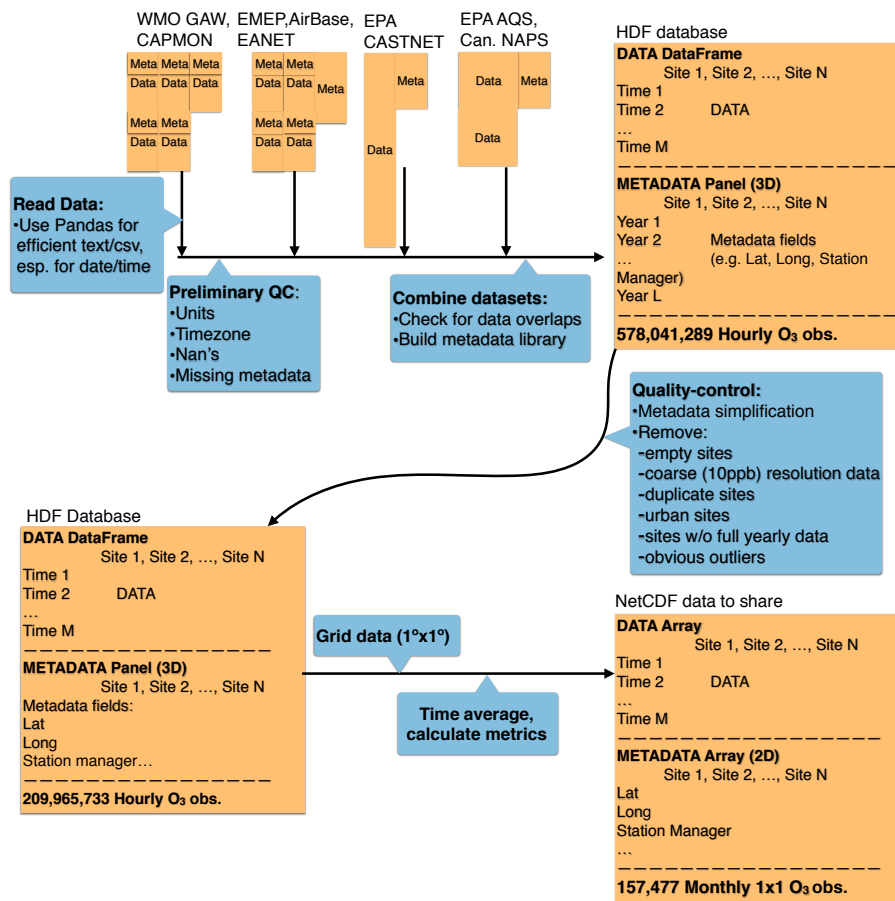 WMO GAW,
CAPMON
EMEP,AirBase,
EANET
EPA
CASTNET
EPA AQS,
Can. NAPS
Meta Meta Meta
Data Data Data
Meta Meta
Data Data
Meta Meta
Data Data
Meta
Meta Meta
Data Data
Meta
Data
Data
Meta
Data
Read Data:
•Use Pandas for
efficient text/csv,
esp. for date/time
Preliminary QC:
•Units
•Timezone
•Nan's
•Missing metadata
Combine datasets:
•Check for data overlaps
•Build metadata library
HDF database
DATA DataFrame
Site 1, Site 2, …, Site N
Time 1
Time 2 DATA
…
Time M
METADATA Panel (3D)
Site 1, Site 2, …, Site N
Year 1
Year 2 Metadata fields
… (e.g. Lat, Long, Station
Manager)
Year L
578,041,289 Hourly O₃ obs.
Quality-control:
•Metadata simplification
•Remove:
-empty sites
-coarse (10ppb) resolution data
-duplicate sites
-urban sites
-sites w/o full yearly data
-obvious outliers
HDF Database
DATA DataFrame
Site 1, Site 2, …, Site N
Time 1
Time 2 DATA
…
Time M
METADATA Panel (3D)
Site 1, Site 2, …, Site N
Metadata fields:
Lat
Long
Station manager…
209,965,733 Hourly O₃ obs.
Grid data (1ºx1º)
Time average,
calculate metrics
NetCDF data to share
DATA Array
Site 1, Site 2, …, Site N
Time 1
Time 2 DATA
…
Time M
METADATA Array (2D)
Site 1, Site 2, …, Site N
Lat
Long
Station Manager
…
157,477 Monthly 1x1 O₃ obs.